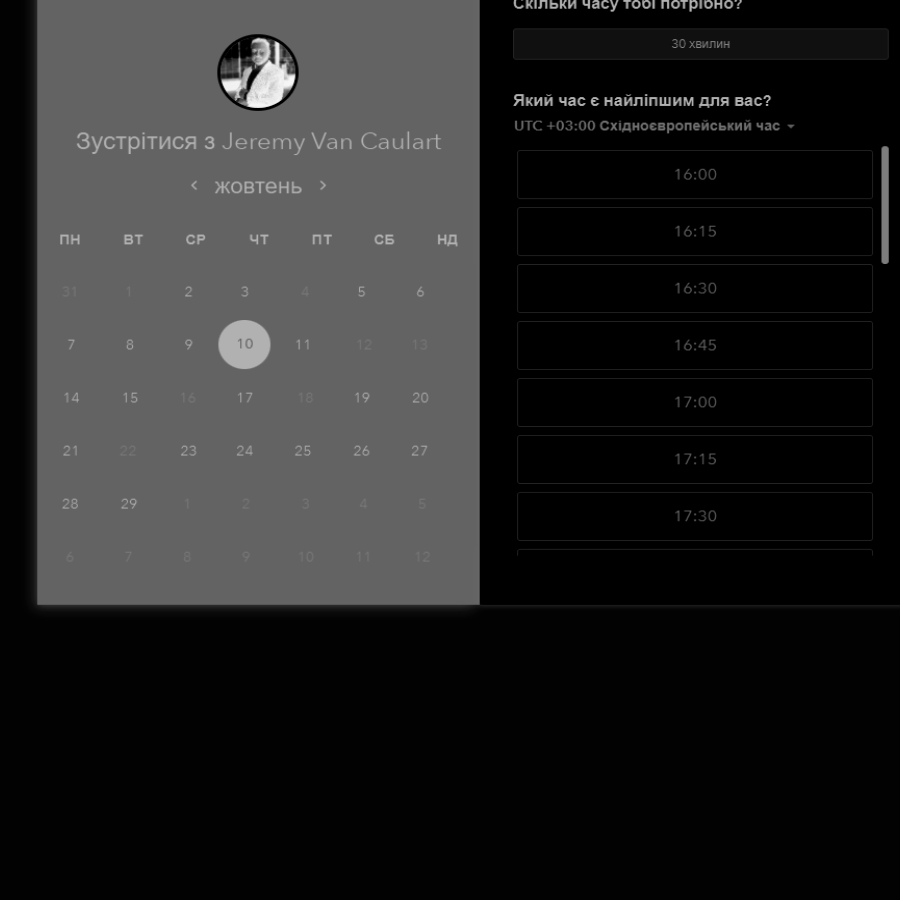 Зустрітися з Jeremy Van Caulart
жовтень
ПН ВТ СР ЧТ ПТ СБ НД
31 1 2 3 4 5 6
7 8 9 10 11 12 13
14 15 16 17 18 19 20
21 22 23 24 25 26 27
28 29 1 2 3 4 5
6 7 8 9 10 11 12
Скільки часу тобі потрібно?
30 хвилин
Який час є найліпшим для вас?
UTC +03:00 Східноєвропейський час
16:00
16:15
16:30
16:45
17:00
17:15
17:30